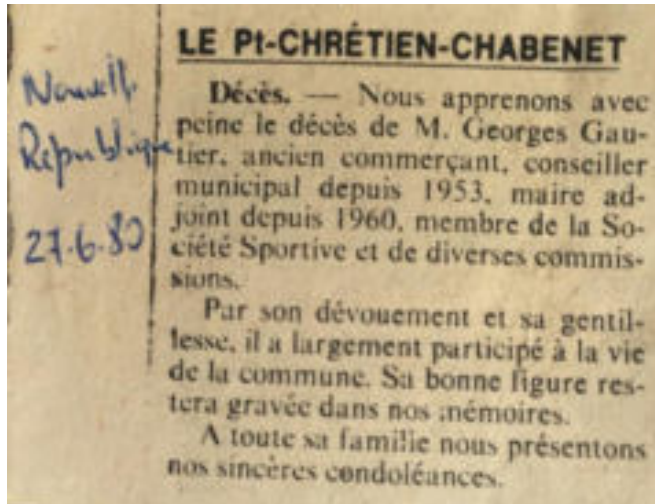 LE Pt-CHRÉTIEN-CHABENET
Décès. — Nous apprenons avec
peine le décès de M. Georges Gau-
tier, ancien commerçant, conseiller
municipal depuis 1953, maire ad-
joint depuis 1960, membre de la So-
ciété Sportive et de diverses commis-
sions.
Par son dévouement et sa gentil-
lesse, il a largement participé à la vie
de la commune. Sa bonne figure res-
tera gravée dans nos mémoires.
A toute sa famille nous présentons
nos sincères condoléances.
Nouvelle
République
27.6.80